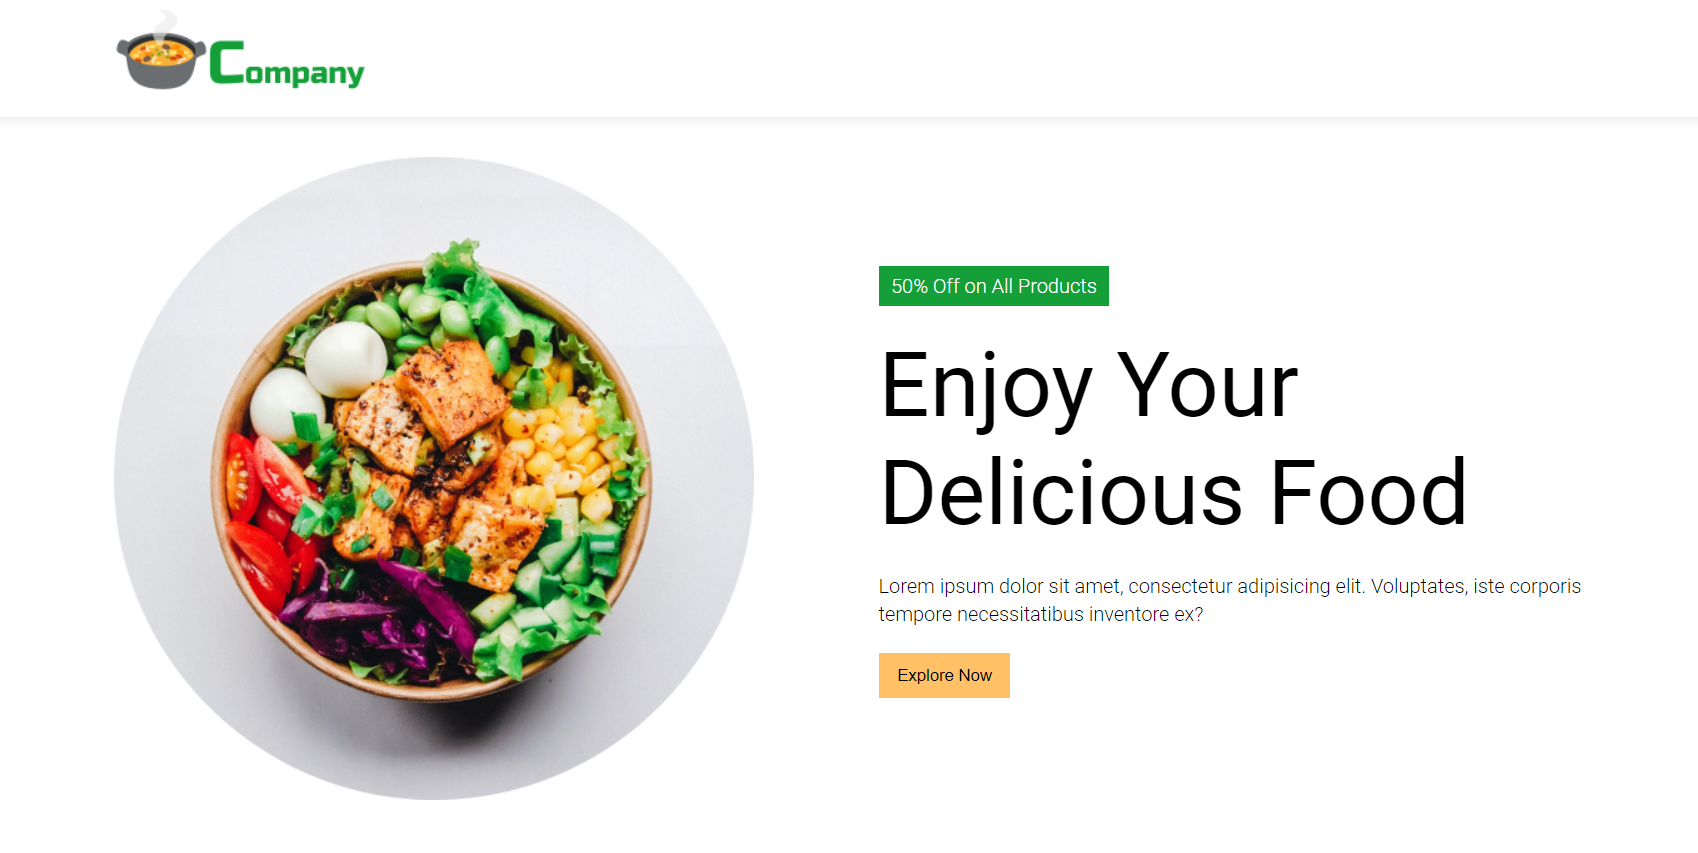 Company
50% Off on All Products
Enjoy Your
Delicious Food
Lorem ipsum dolor sit amet, consectetur adipisicing elit. Voluptates, iste corporis
tempore necessitatibus inventore ex?
Explore Now